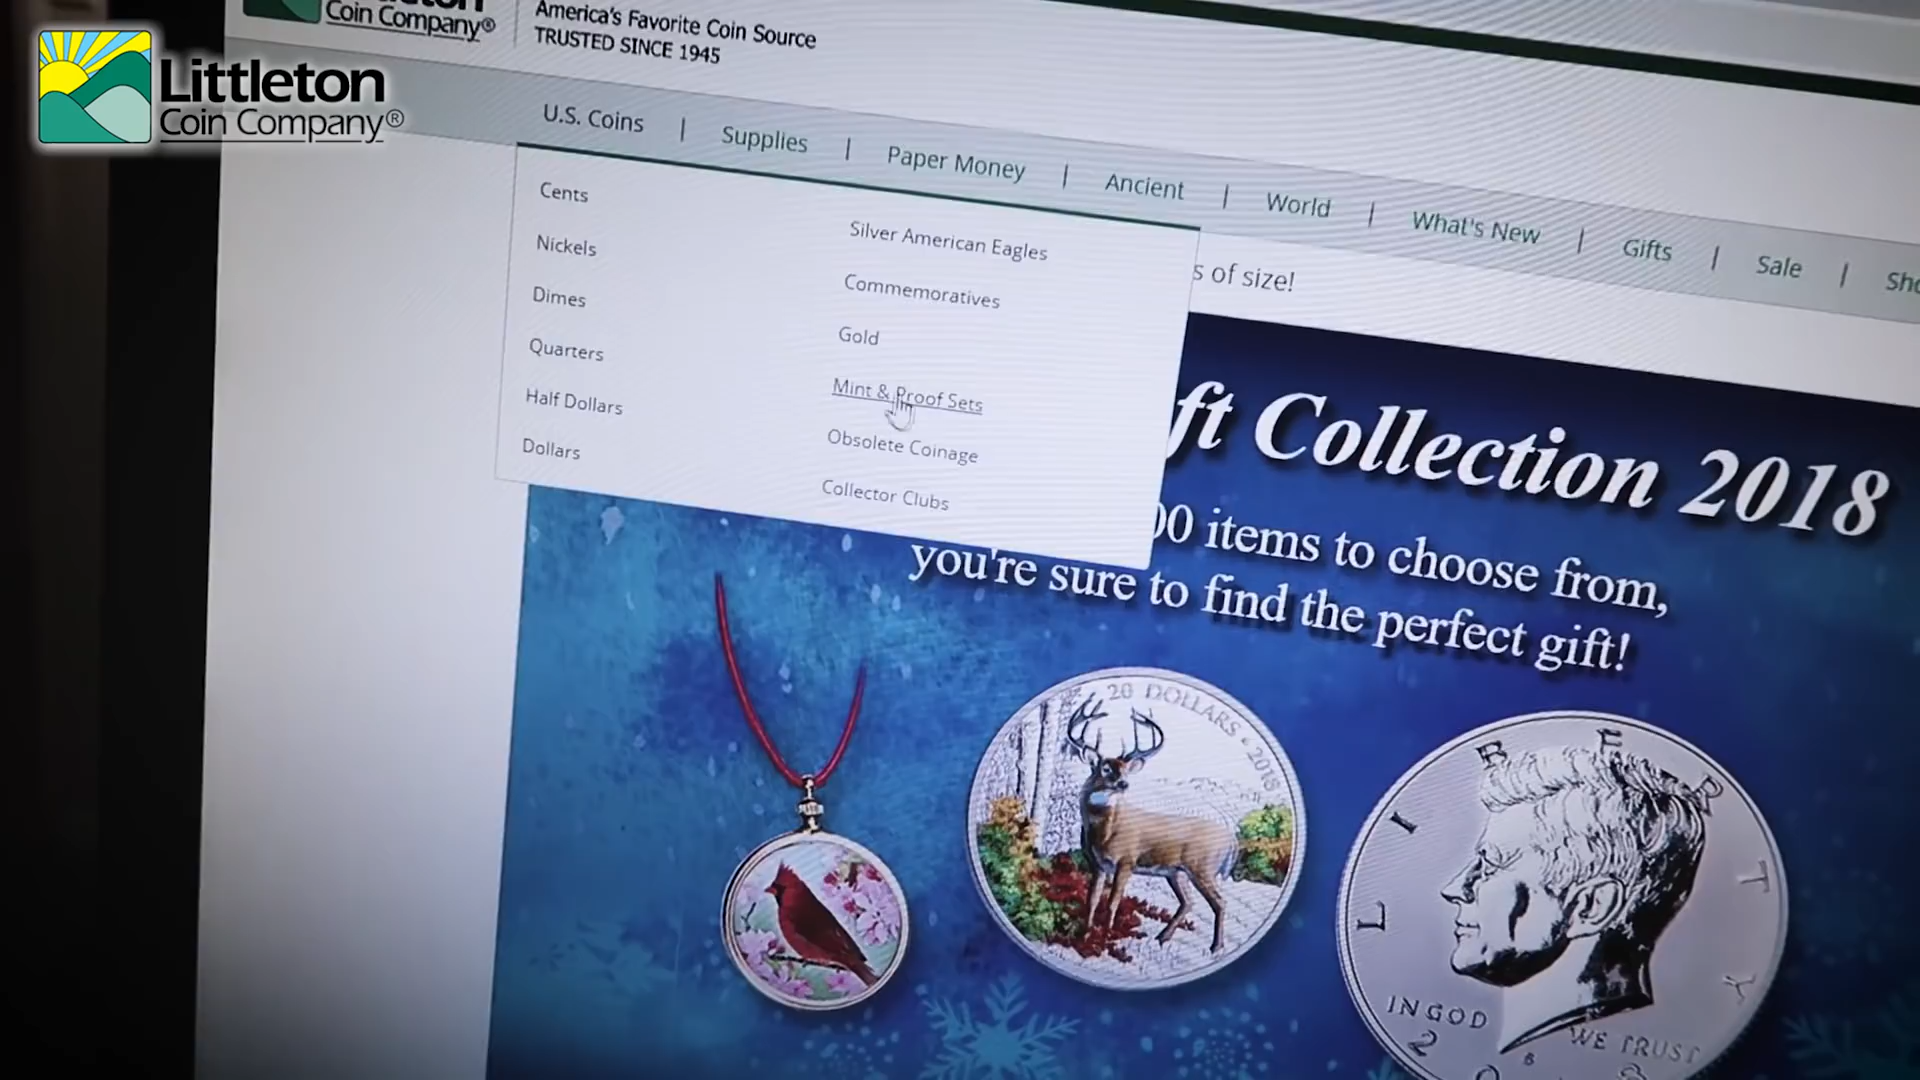 Littleton
Coin Company®
Coin Company®
America's Favorite Coin Source
TRUSTED SINCE 1945
U.S. Coins | Supplies | Paper Money | Ancient | World | What's New | Gifts | Sale |
Cents
Nickels
Dimes
Quarters
Half Dollars
Dollars
Silver American Eagles
Commemoratives
Gold
Mint & Proof Sets
Obsolete Coinage
Collector Clubs
of size!
Collection 2018
items to choose from,
you're sure to find the perfect gift!
20 DOLLARS • 2018
LIBERTY
IN GOD WE TRUST